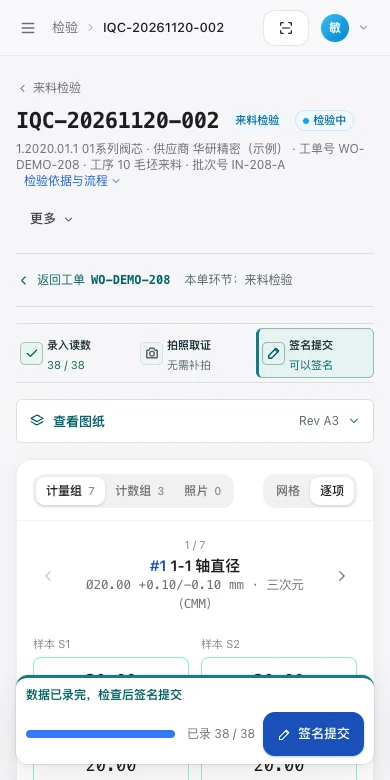 检验 > IQC-20261120-002
敏
来料检验
IQC-20261120-002 来料检验 检验中
1.2020.01.1 01系列阀芯 · 供应商 华研精密（示例） · 工单号 WO-
DEMO-208 · 工序 10 毛坯来料 · 批次号 IN-208-A
检验依据与流程
更多
返回工单 WO-DEMO-208 本单环节: 来料检验
录入读数
38 / 38
拍照取证
无需补拍
签名提交
可以签名
查看图纸 Rev A3
计量组 7 计数组 3 照片 0 网格 逐项
1 / 7
#1 1-1 轴直径
Ø20.00 +0.10/-0.10 mm · 三次元
(CMM)
样本 S1 样本 S2
数据已录完，检查后签名提交
已录 38 / 38 签名提交
20.00 20.00